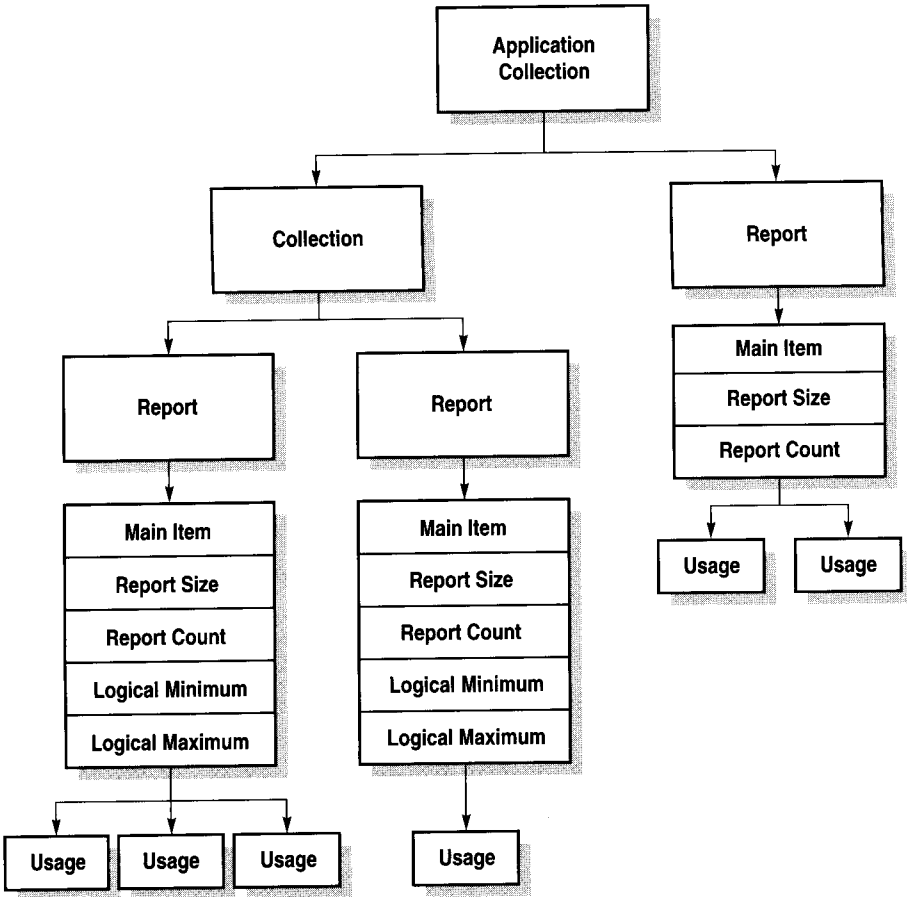 Application
Collection
Collection
Report
Report
Report
Main Item
Report Size
Report Count
Main Item
Report Size
Report Count
Logical Minimum
Logical Maximum
Main Item
Report Size
Report Count
Logical Minimum
Logical Maximum
Usage
Usage
Usage
Usage
Usage
Usage